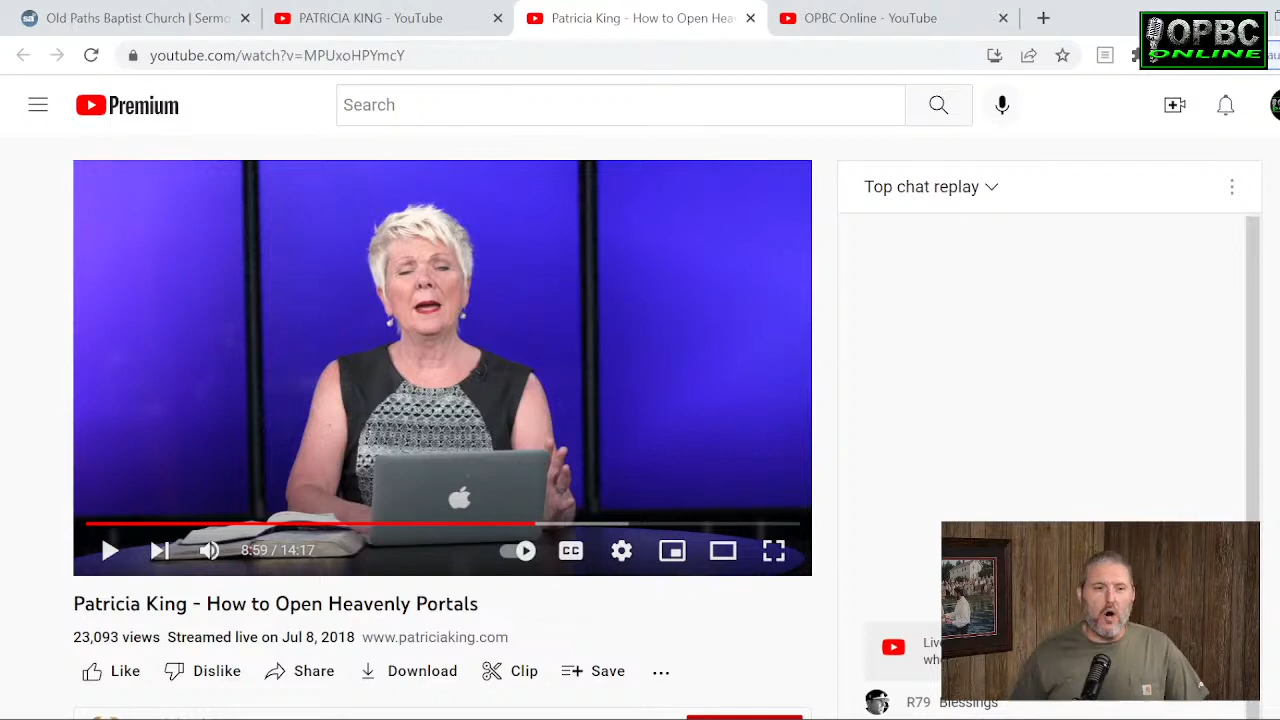 Old Paths Baptist Church | Sermo
PATRICIA KING - YouTube
Patricia King - How to Open Hea
OPBC Online - YouTube
OPBC
ONLINE
youtube.com/watch?v=MPUxoHPYmcY
Premium
Search
Top chat replay
8:59 / 14:17
CC
Patricia King - How to Open Heavenly Portals
23,093 views Streamed live on Jul 8, 2018 www.patriciaking.com
Like
Dislike
Share
Download
Clip
Save
...
R79 Blessings